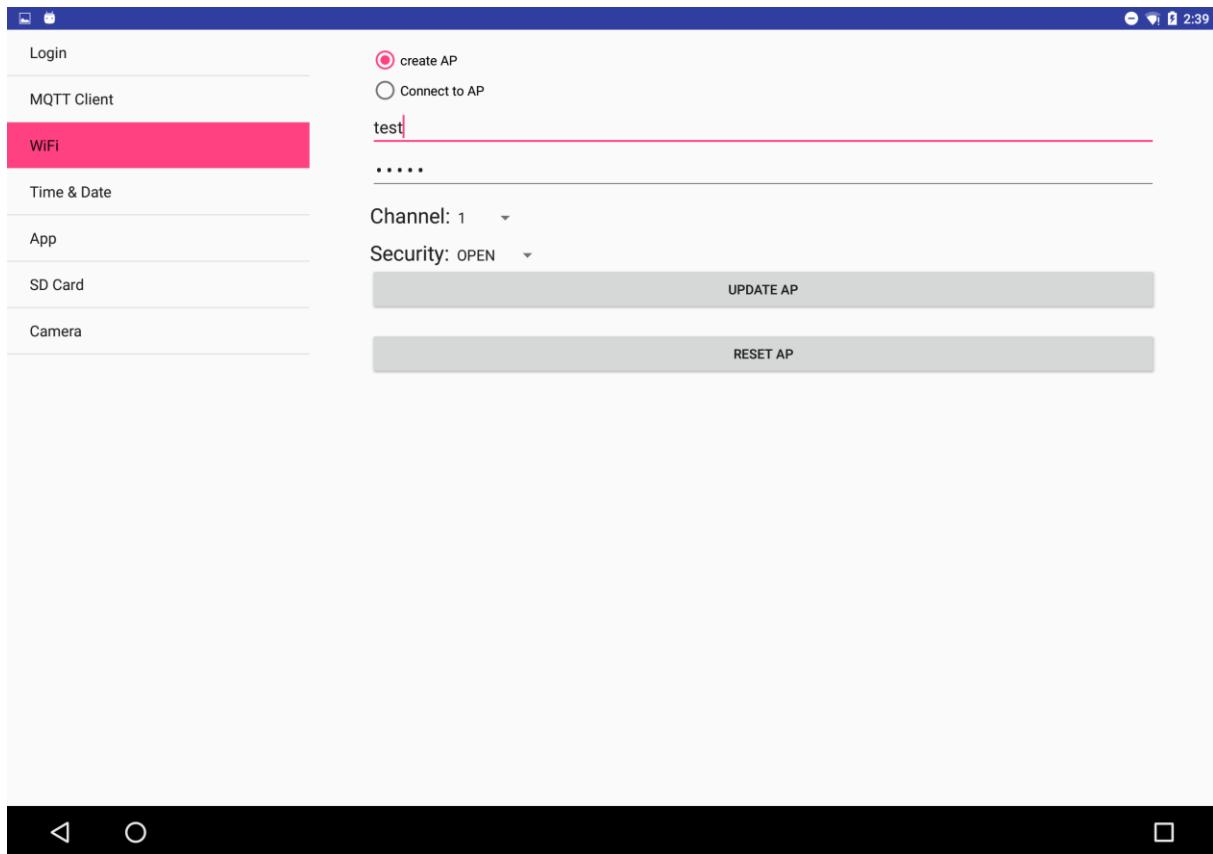 2:39
Login
MQTT Client
WiFi
Time & Date
App
SD Card
Camera
create AP
Connect to AP
test
•••••
Channel: 1
Security: OPEN
UPDATE AP
RESET AP